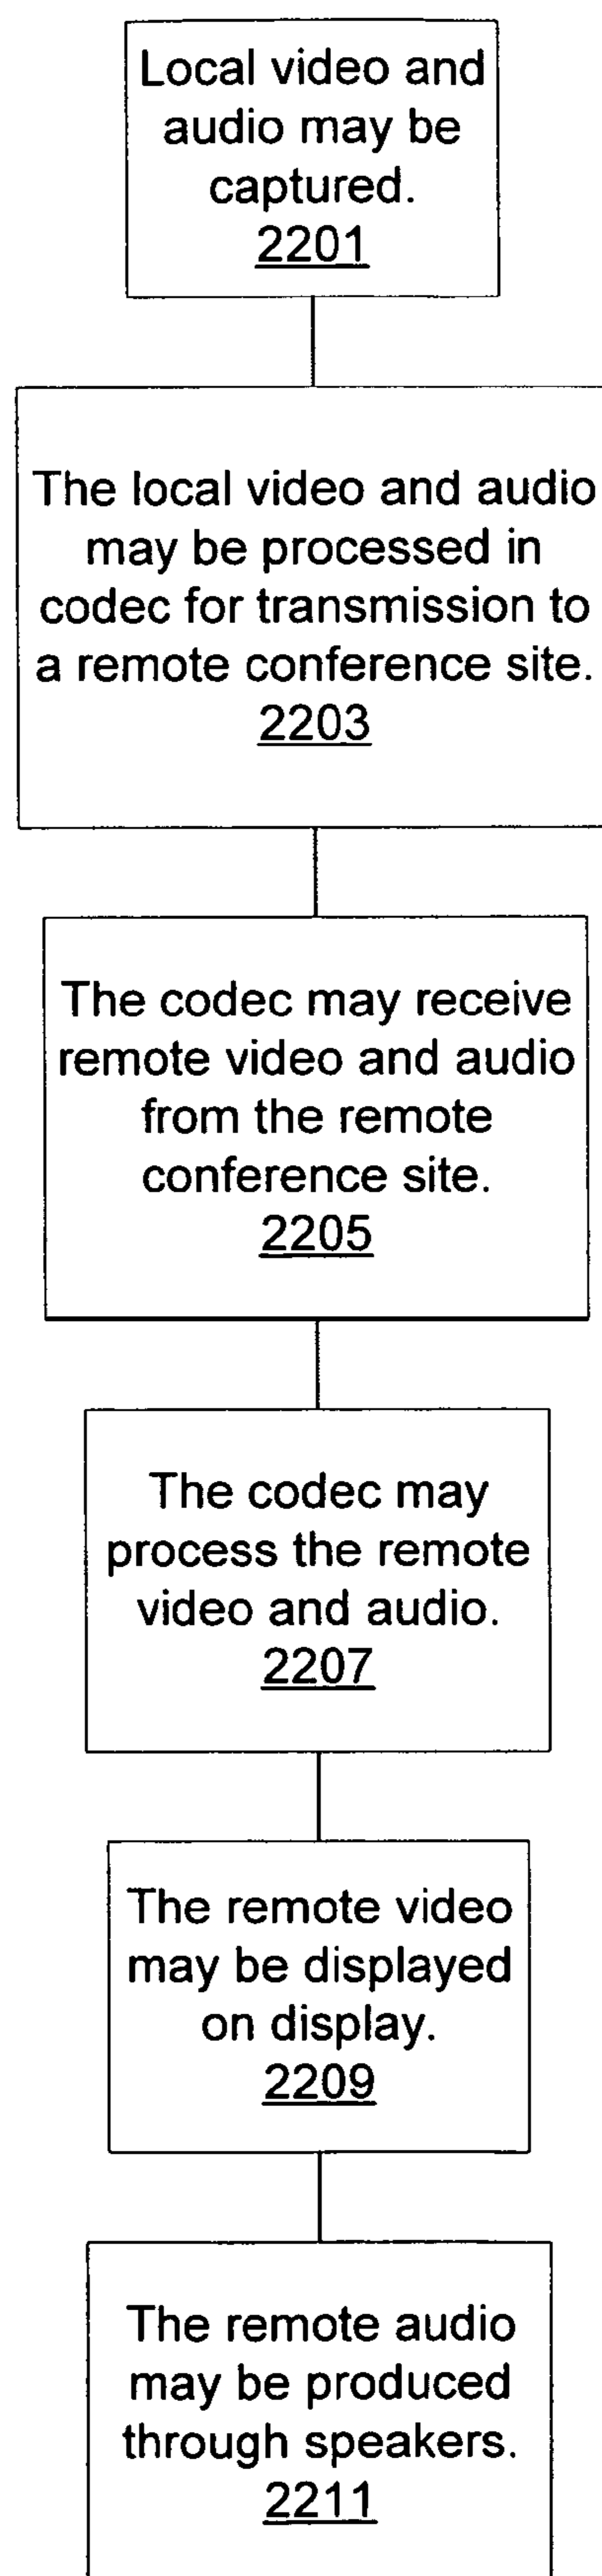 Local video and
audio may be
captured.
2201
The local video and audio
may be processed in
codec for transmission to
a remote conference site.
2203
The codec may receive
remote video and audio
from the remote
conference site.
2205
The codec may
process the remote
video and audio.
2207
The remote video
may be displayed
on display.
2209
The remote audio
may be produced
through speakers.
2211